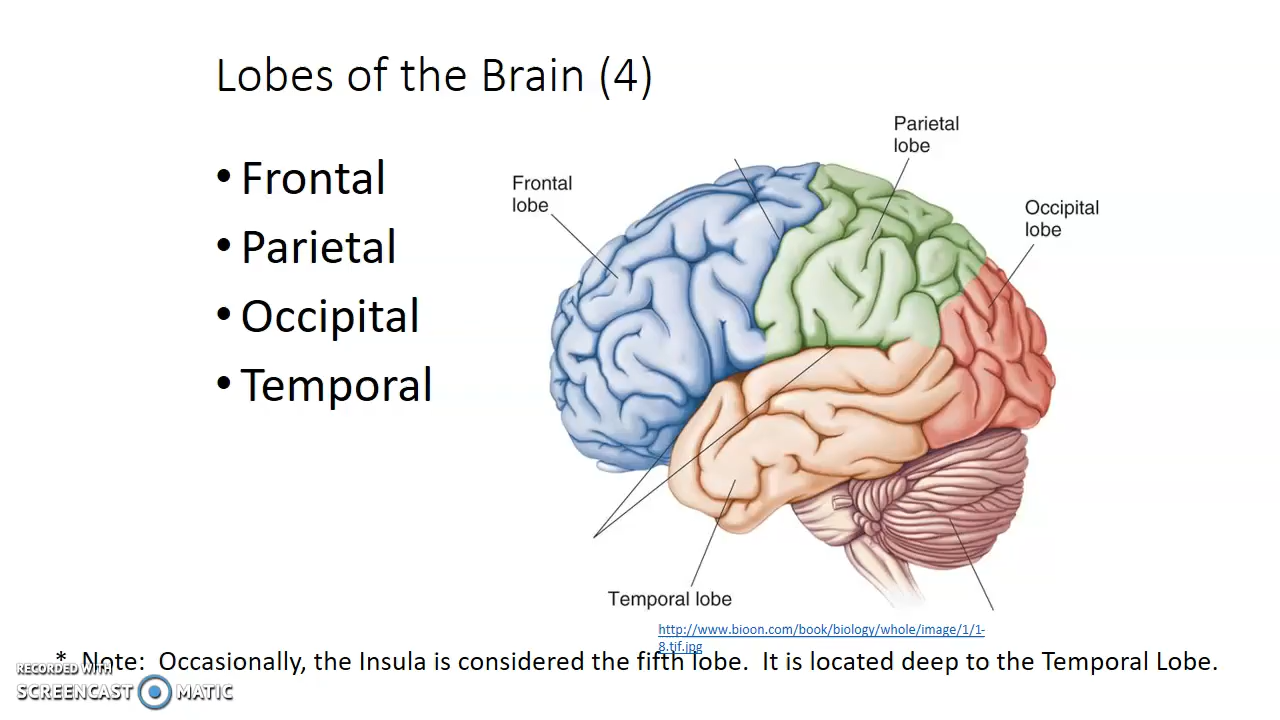 Lobes of the Brain (4)
• Frontal
• Parietal
• Occipital
• Temporal
Parietal
lobe
Frontal
lobe
Occipital
lobe
Temporal lobe
http://www.bioon.com/book/biology/whole/image/1/1-
8.tif.jpg
* Note: Occasionally, the Insula is considered the fifth lobe. It is located deep to the Temporal Lobe.
RECORDED WITH
SCREENCAST MATIC